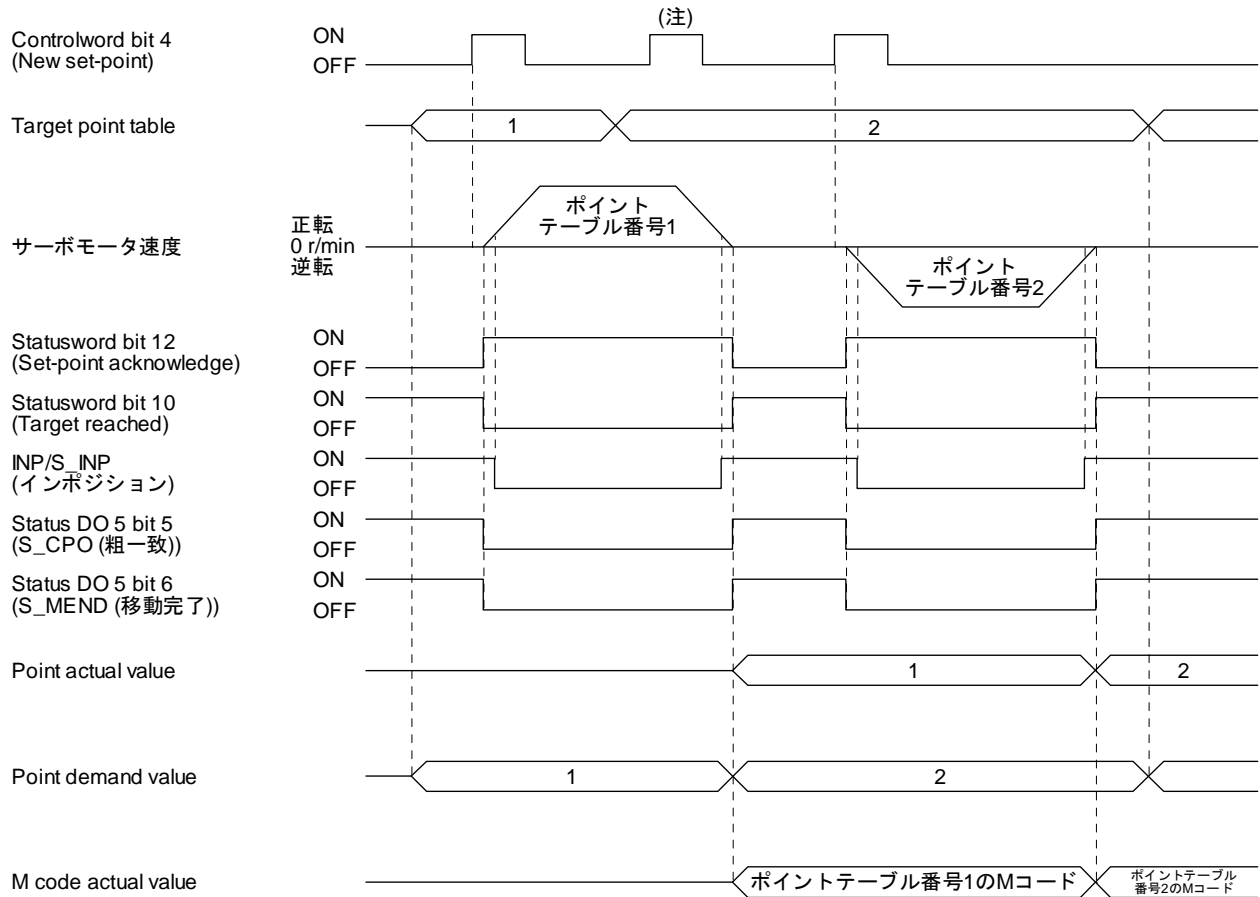 (注)
Controlword bit 4
(New set-point)
ON
OFF
Target point table
1
2
サーボモータ速度
正転
0 r/min
逆転
ポイント
テーブル番号1
ポイント
テーブル番号2
Statusword bit 12
(Set-point acknowledge)
ON
OFF
Statusword bit 10
(Target reached)
ON
OFF
INP/S_INP
(インポジション)
ON
OFF
Status DO 5 bit 5
(S_CPO (粗一致))
ON
OFF
Status DO 5 bit 6
(S_MEND (移動完了))
ON
OFF
Point actual value
1
2
Point demand value
1
2
M code actual value
ポイントテーブル番号1のMコード
ポイントテーブル
番号2のMコード